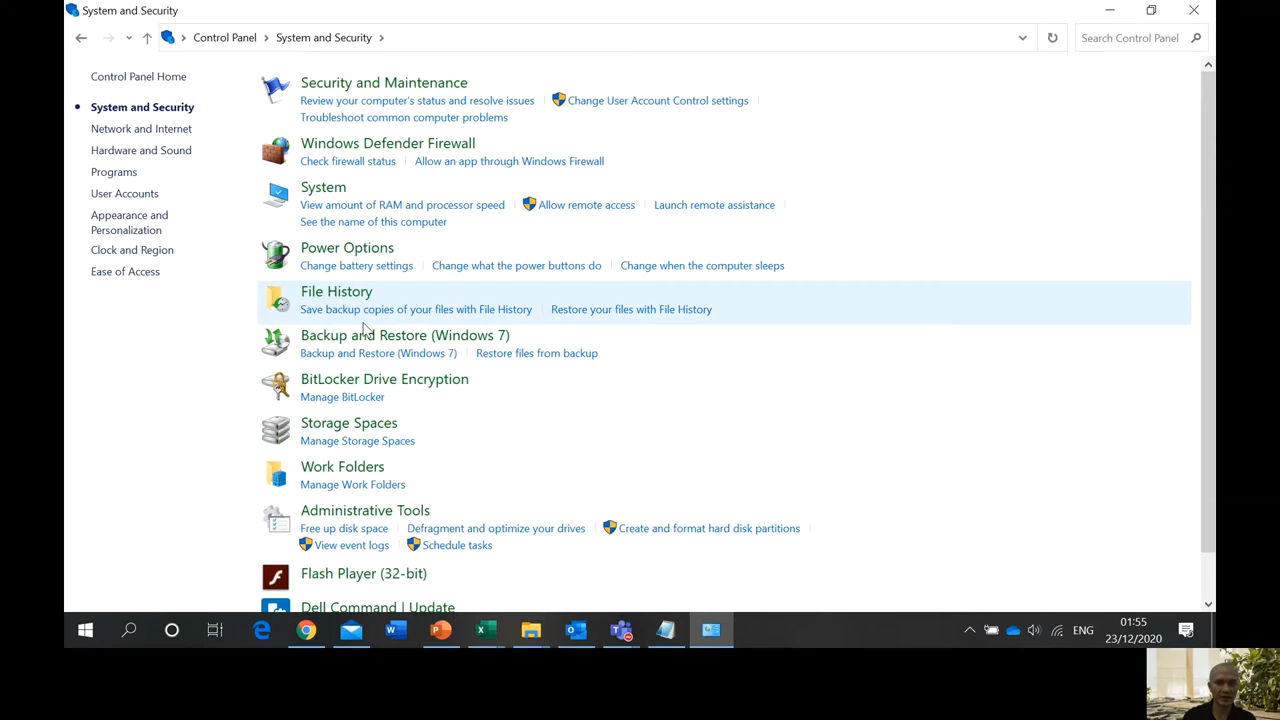 System and Security
Control Panel > System and Security >
Search Control Panel
Control Panel Home
System and Security
Network and Internet
Hardware and Sound
Programs
User Accounts
Appearance and
Personalization
Clock and Region
Ease of Access
Security and Maintenance
Review your computer's status and resolve issues Change User Account Control settings
Troubleshoot common computer problems
Windows Defender Firewall
Check firewall status Allow an app through Windows Firewall
System
View amount of RAM and processor speed Allow remote access Launch remote assistance
See the name of this computer
Power Options
Change battery settings Change what the power buttons do Change when the computer sleeps
File History
Save backup copies of your files with File History Restore your files with File History
Backup and Restore (Windows 7)
Backup and Restore (Windows 7) Restore files from backup
BitLocker Drive Encryption
Manage BitLocker
Storage Spaces
Manage Storage Spaces
Work Folders
Manage Work Folders
Administrative Tools
Free up disk space Defragment and optimize your drives Create and format hard disk partitions
View event logs Schedule tasks
Flash Player (32-bit)
Dell Command | Update
ENG
01:55
23/12/2020